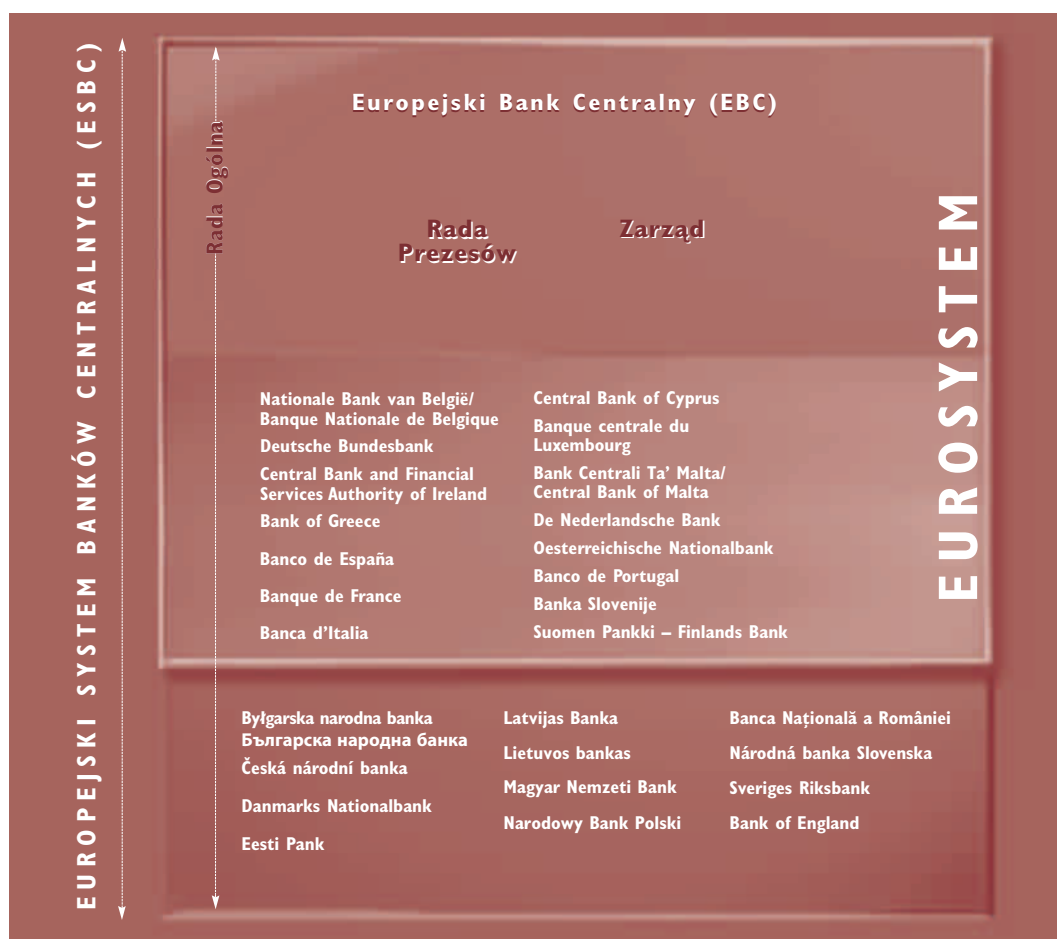 EUROPEJSKI SYSTEM BANKÓW CENTRALNYCH (ESBC)
Rada Ogólna
Europejski Bank Centralny (EBC)
Rada
Prezesów
Zarząd
EUROSYSTEM
Nationale Bank van België/
Banque Nationale de Belgique
Deutsche Bundesbank
Central Bank and Financial
Services Authority of Ireland
Bank of Greece
Banco de España
Banque de France
Banca d'Italia
Central Bank of Cyprus
Banque centrale du
Luxembourg
Bank Centrali Ta' Malta/
Central Bank of Malta
De Nederlandsche Bank
Oesterreichische Nationalbank
Banco de Portugal
Banka Slovenije
Suomen Pankki – Finlands Bank
Byłgarska narodna banka
Българска народна банка
Česká národní banka
Danmarks Nationalbank
Eesti Pank
Latvijas Banka
Lietuvos bankas
Magyar Nemzeti Bank
Narodowy Bank Polski
Banca Națională a României
Národná banka Slovenska
Sveriges Riksbank
Bank of England